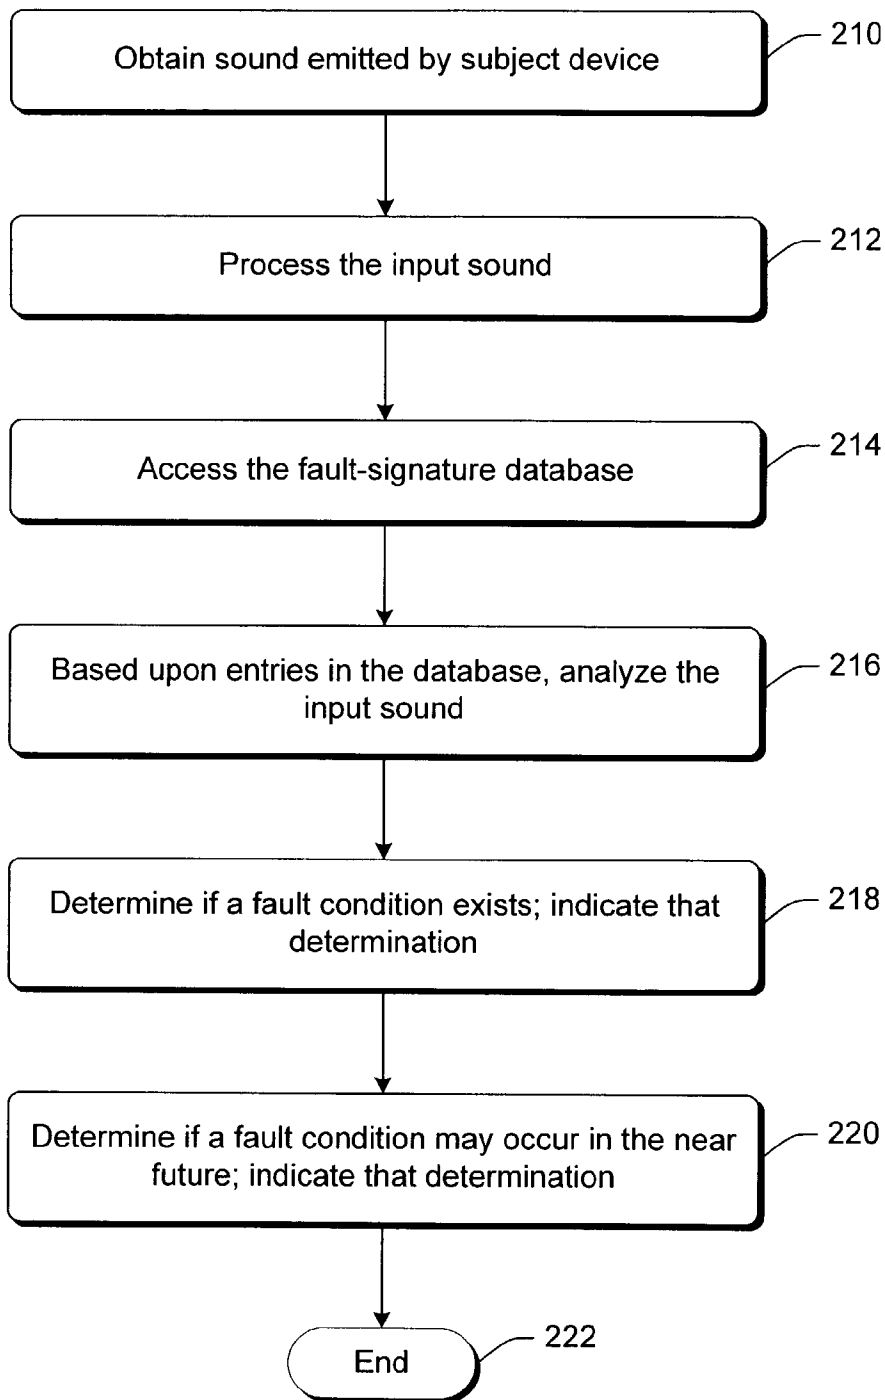 Obtain sound emitted by subject device
210
Process the input sound
212
Access the fault-signature database
214
Based upon entries in the database, analyze the
input sound
216
Determine if a fault condition exists; indicate that
determination
218
Determine if a fault condition may occur in the near
future; indicate that determination
220
End
222